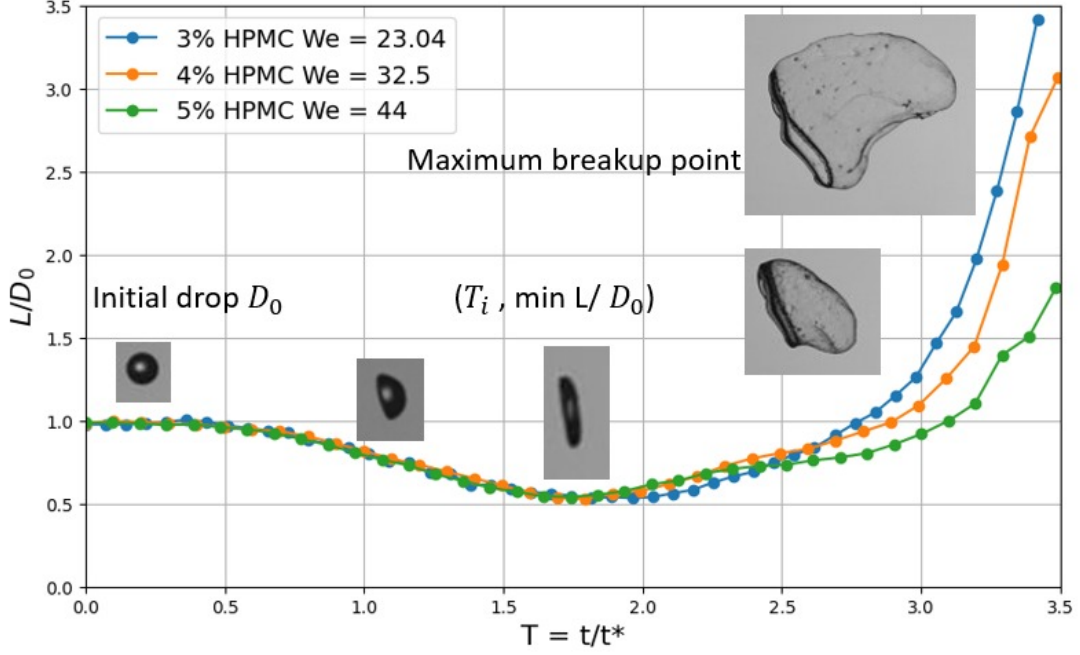 3.5
3.0
2.5
2.0
1.5
1.0
0.5
0.0
L/D₀
3% HPMC We = 23.04
4% HPMC We = 32.5
5% HPMC We = 44
Maximum breakup point
Initial drop D₀
(Tᵢ , min L/ D₀)
0.0 0.5 1.0 1.5 2.0 2.5 3.0 3.5
T = t/t*